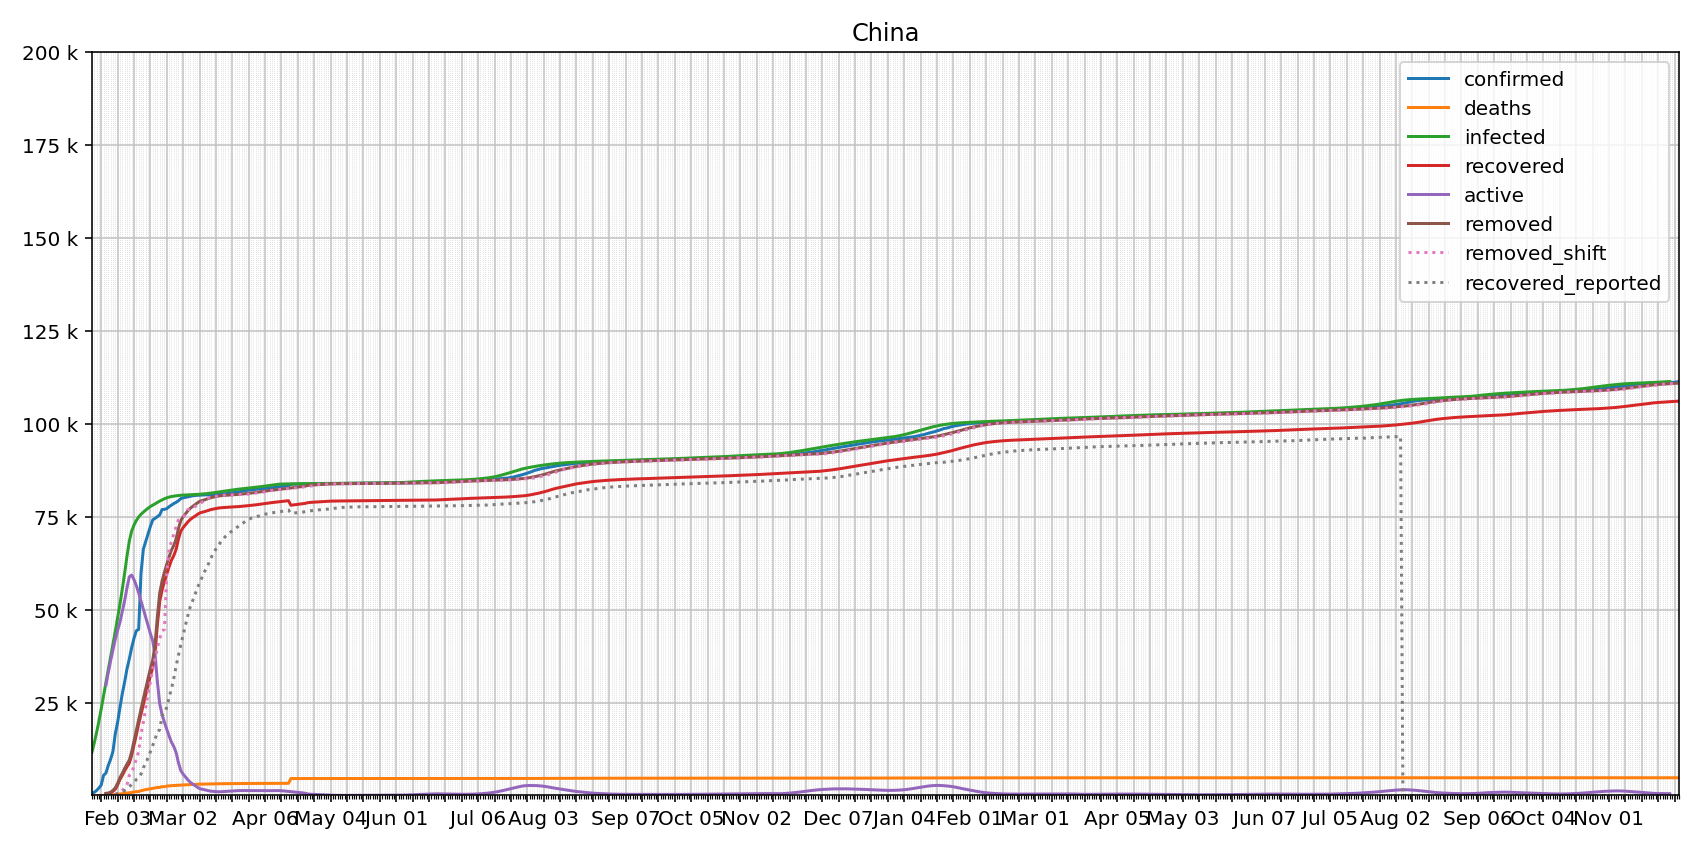 China
200 k
175 k
150 k
125 k
100 k
75 k
50 k
25 k
confirmed
deaths
infected
recovered
active
removed
removed_shift
recovered_reported
Feb 03 Mar 02 Apr 06 May 04 Jun 01 Jul 06 Aug 03 Sep 07 Oct 05 Nov 02 Dec 07 Jan 04 Feb 01 Mar 01 Apr 05 May 03 Jun 07 Jul 05 Aug 02 Sep 06 Oct 04 Nov 01